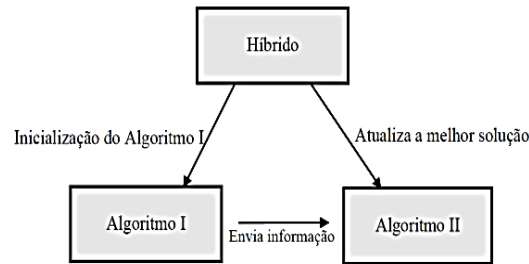 Híbrido
Inicialização do Algoritmo I
Atualiza a melhor solução
Algoritmo I
Envia informação
Algoritmo II